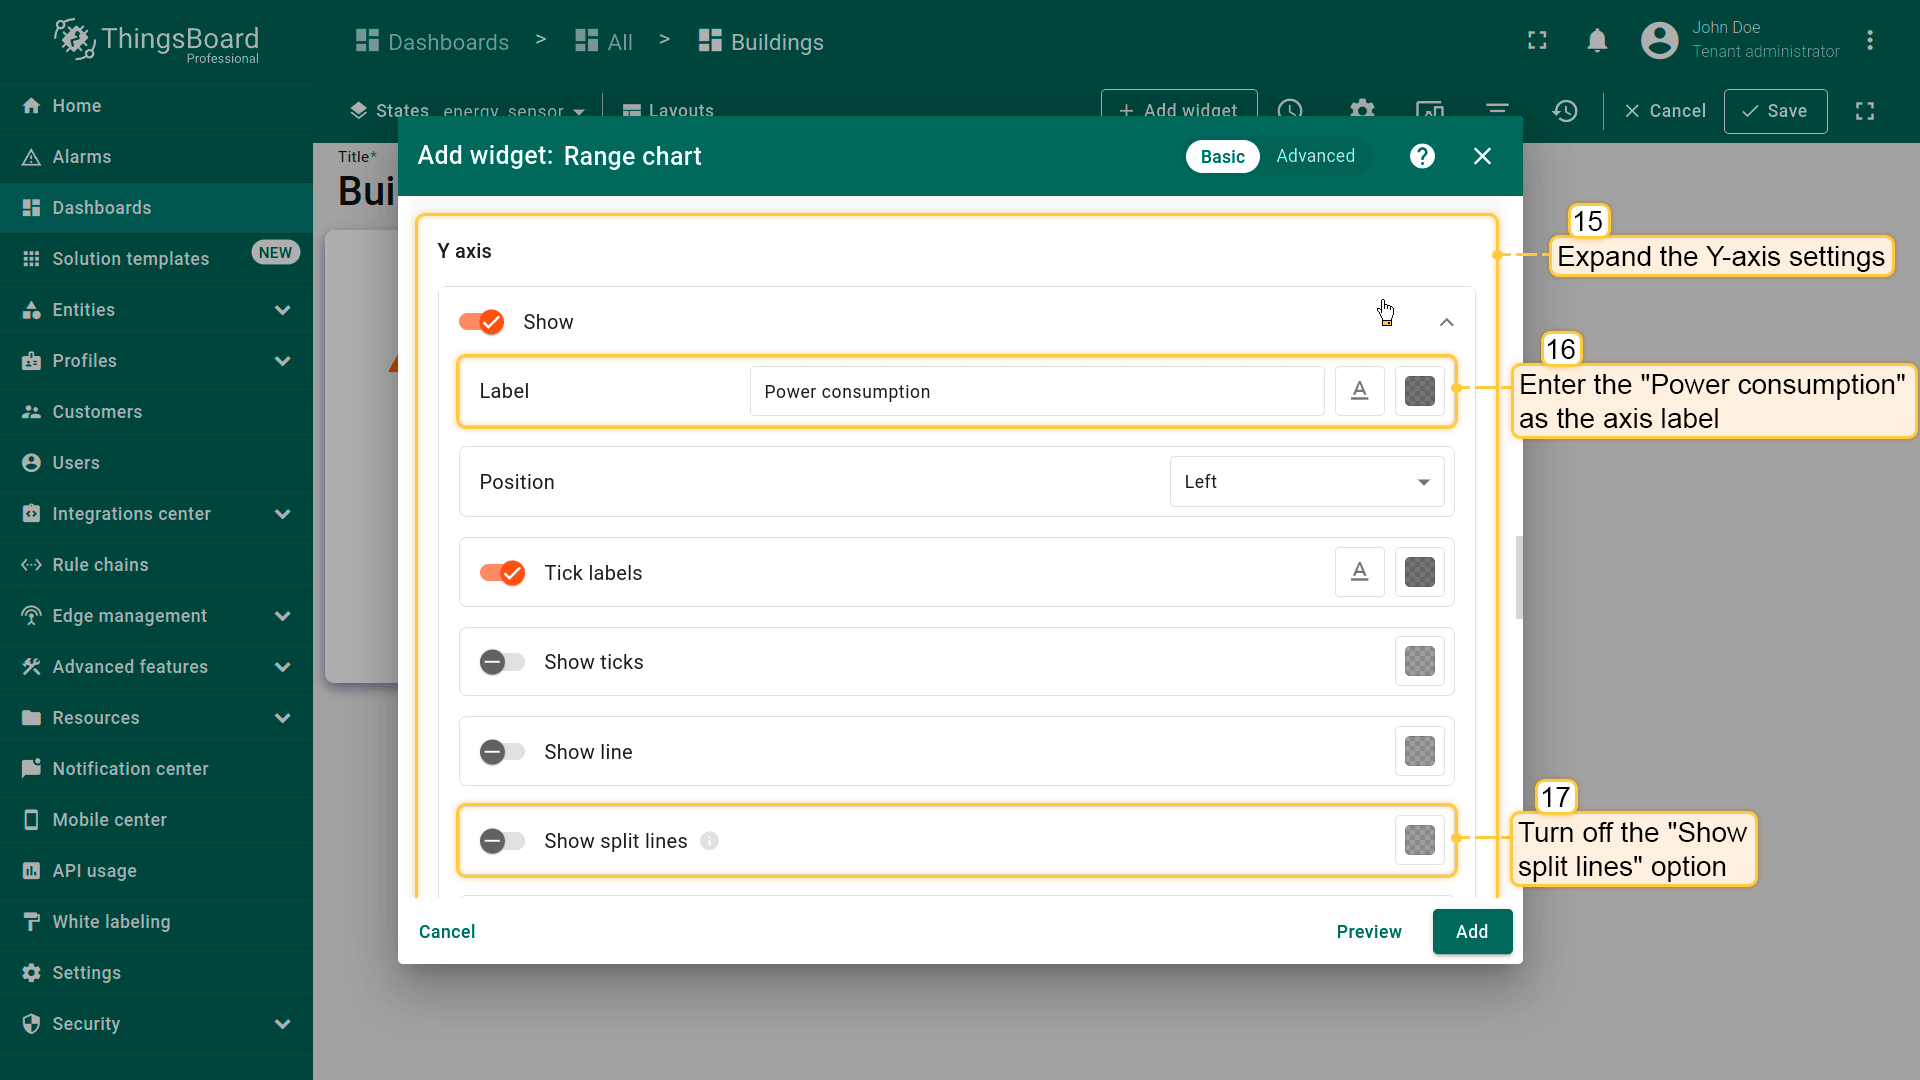 ThingsBoard
Professional
Dashboards > All > Buildings
John Doe
Tenant administrator
States energy_sensor Layouts
Add widget
Cancel Save
Home
Alarms
Dashboards
Solution templates NEW
Entities
Profiles
Customers
Users
Integrations center
Rule chains
Edge management
Advanced features
Resources
Notification center
Mobile center
API usage
White labeling
Settings
Security
Title*
Bui
Add widget: Range chart
Basic Advanced
Y axis
Show
Label Power consumption
Position Left
Tick labels
Show ticks
Show line
Show split lines
Cancel Preview Add
15
Expand the Y-axis settings
16
Enter the "Power consumption"
as the axis label
17
Turn off the "Show
split lines" option